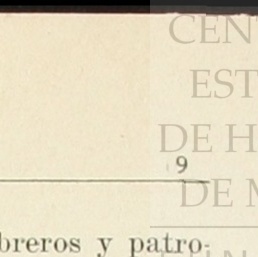 CEN
EST
DE H
9
DE M
breros y patro-